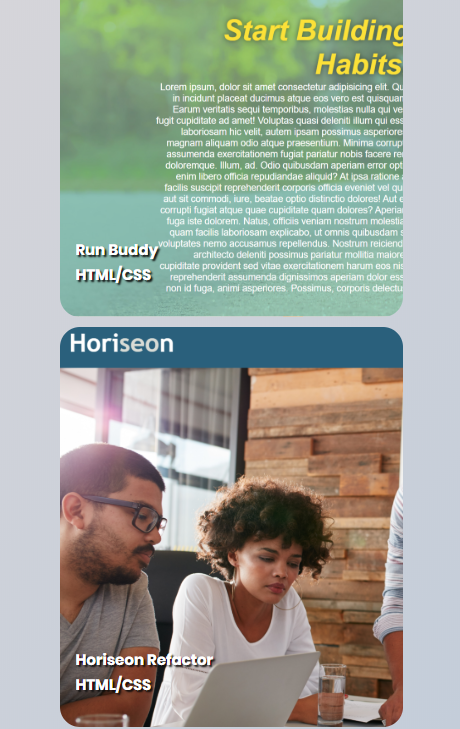 Start Building
Habits
Lorem ipsum, dolor sit amet consectetur adipisicing elit. Qu
in incidunt placeat ducimus atque eos vero est quisquam
Earum veritatis sequi temporibus, molestias nulla qui ve
fugit cupiditate ad amet! Voluptas quasi deleniti illum qui ess
laboriosam hic velit, autem ipsam possimus asperiore
magnam aliquam odio atque praesentium. Minima corrup
assumenda exercitationem fugiat pariatur nobis facere re
doloremque. Illum, ad. Odio quibusdam aperiam error opt
enim libero officia repudiandae aliquid? At ipsa ratione
facilis suscipit reprehenderit corporis officia eveniet vel qu
aut sit commodi, iure, beatae optio distinctio dolores! Aut e
corrupti fugiat atque quae cupiditate quam dolores? Aperia
fuga iste dolorem. Natus, officiis veniam nostrum molestia
quam facilis laboriosam explicabo, ut omnis quibusdam s
Run Buddy
voluptates nemo accusamus repellendus. Nostrum reiciend
architecto deleniti possimus pariatur mollitia maiore
cupiditate provident sed vitae exercitationem harum eos nis
HTML/CSS
reprehenderit assumenda dignissimos aperiam dolor ess
non id fuga, animi asperiores. Possimus, corporis delectu
Horiseon
Horiseon Refactor
HTML/CSS